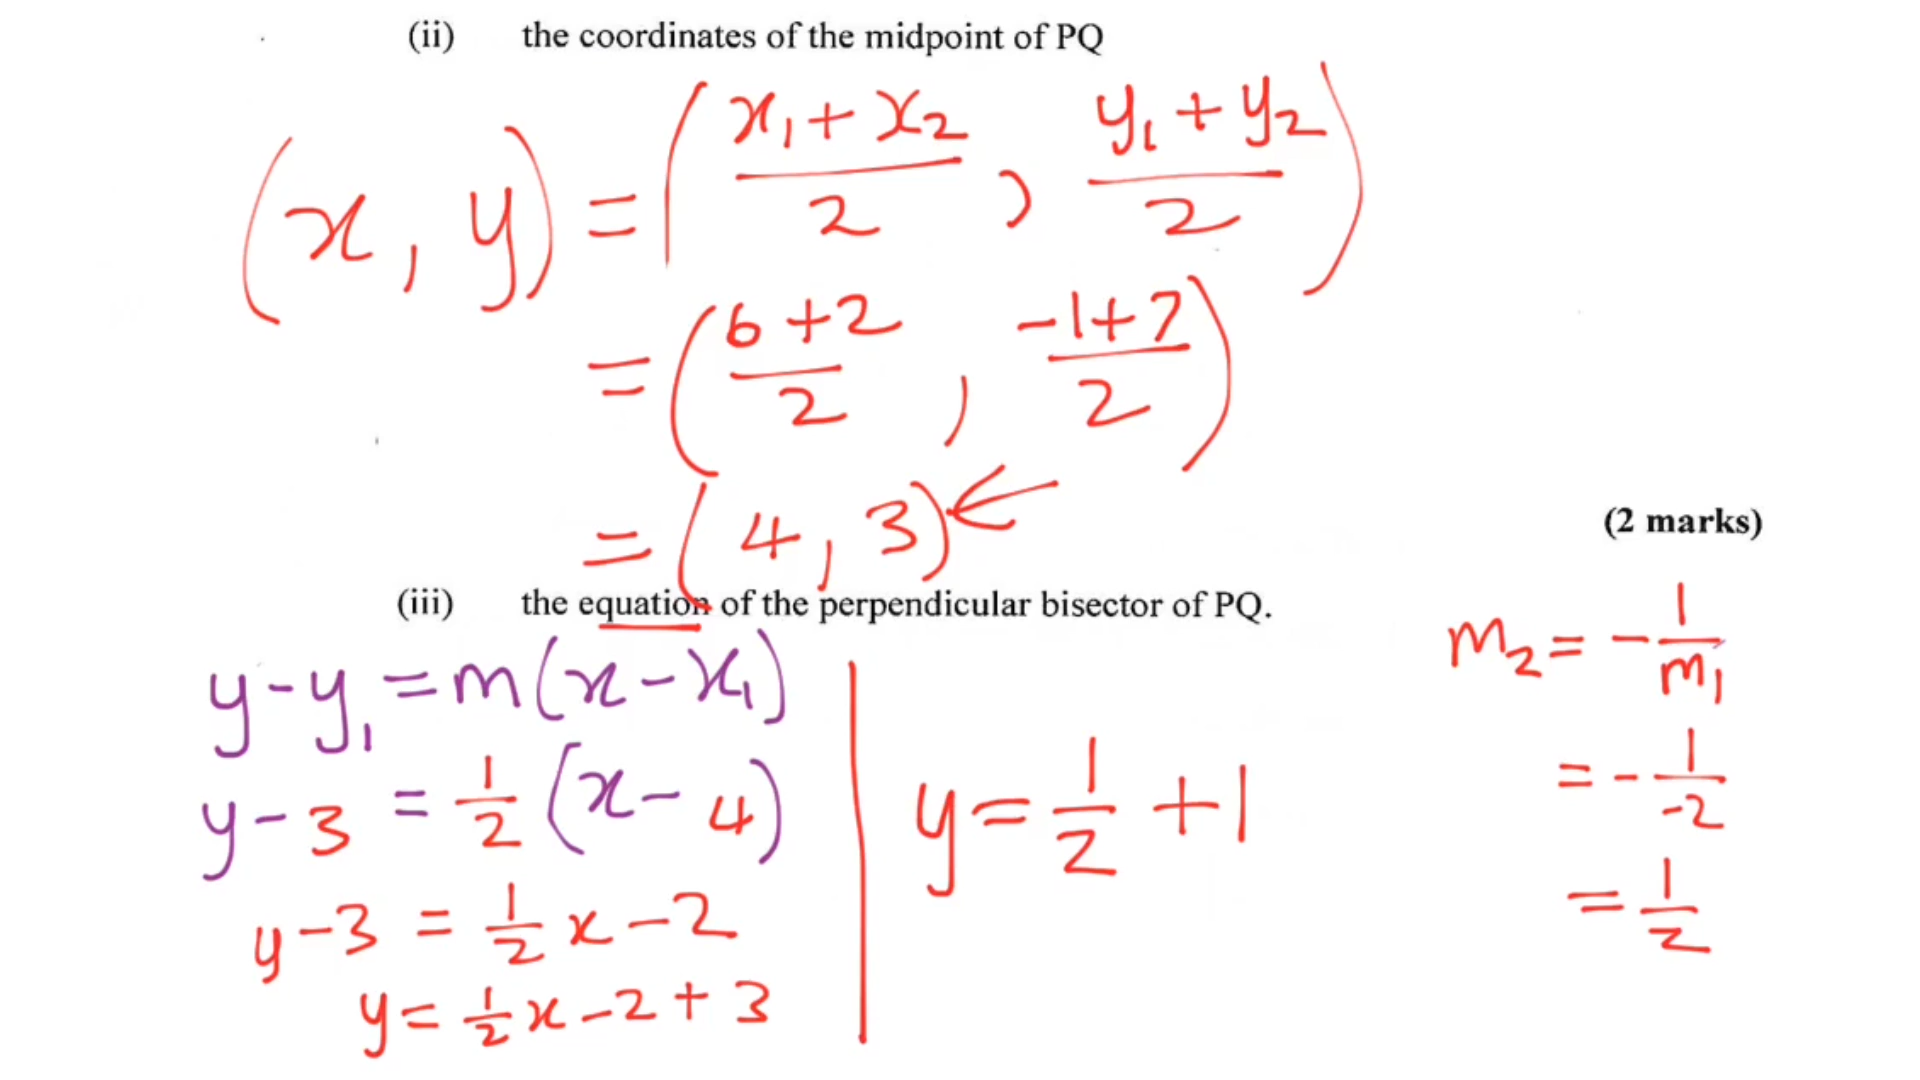 (ii) the coordinates of the midpoint of PQ
(x, y) = (x₁ + x₂ / 2 , y₁ + y₂ / 2)
= (6 + 2 / 2 , -1 + 7 / 2)
= (4, 3) ←
(2 marks)
(iii) the equation of the perpendicular bisector of PQ.
y - y₁ = m(x - x₁)
y - 3 = 1/2 (x - 4)
y - 3 = 1/2 x - 2
y = 1/2 x - 2 + 3
y = 1/2 + 1
m₂ = - 1/m₁
= - 1/-2
= 1/2